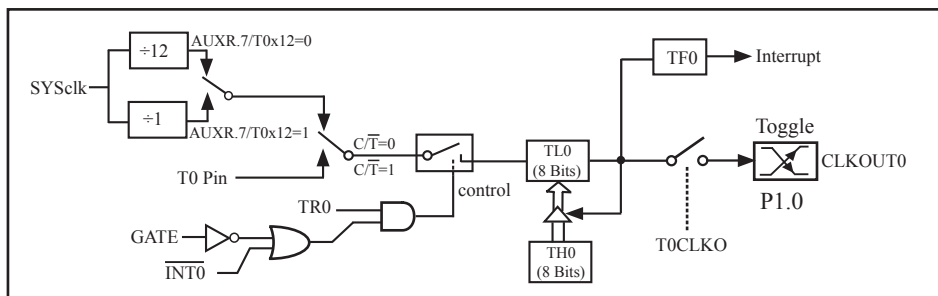 AUXR.7/T0x12=0
÷12
TF0
Interrupt
SYSclk
Toggle
÷1
AUXR.7/T0x12=1
C/T̅=0
TL0
(8 Bits)
CLKOUT0
C/T̅=1
T0 Pin
control
P1.0
TR0
GATE
T0CLKO
TH0
(8 Bits)
I̅N̅T̅0̅